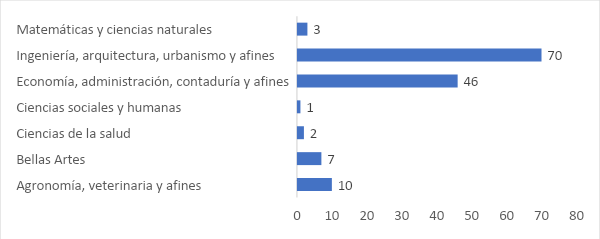 Matemáticas y ciencias naturales 3
Ingeniería, arquitectura, urbanismo y afines 70
Economía, administración, contaduría y afines 46
Ciencias sociales y humanas 1
Ciencias de la salud 2
Bellas Artes 7
Agronomía, veterinaria y afines 10
0 10 20 30 40 50 60 70 80